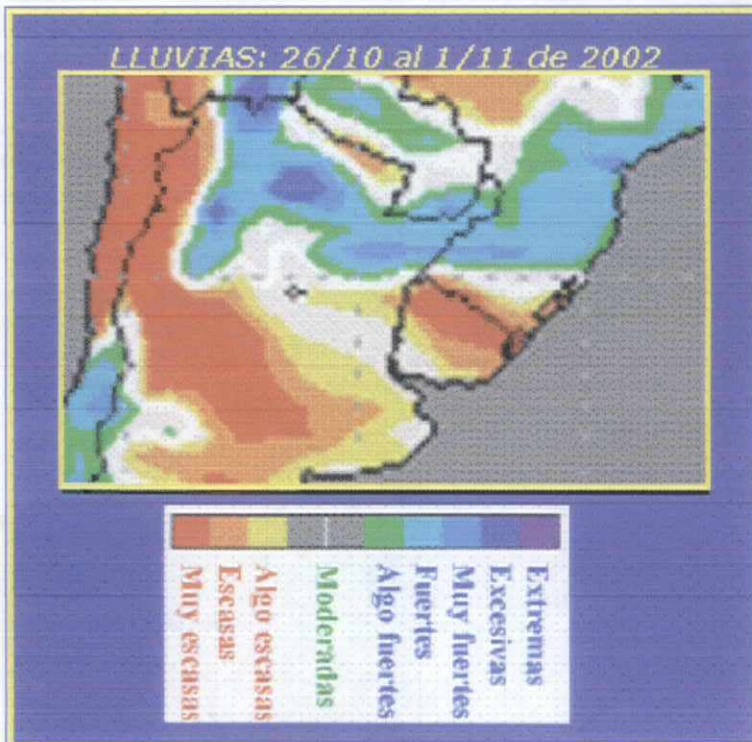 LLUVIAS: 26/10 al 1/11 de 2002
Muy escasas
Escasas
Algo escasas
Moderadas
Algo fuertes
Fuertes
Muy fuertes
Excesivas
Extremas